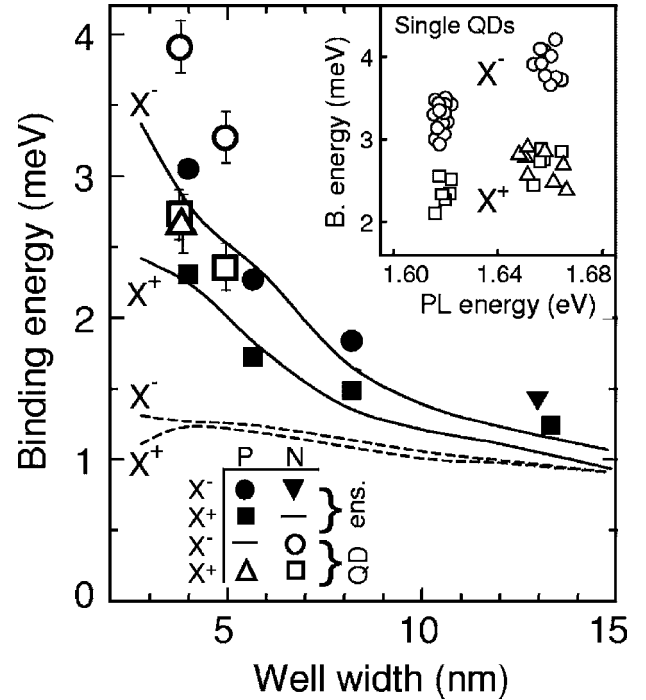 Single QDs
B. energy (meV)
4
3
2
X-
X+
1.60
1.64
1.68
PL energy (eV)
Binding energy (meV)
4
3
2
1
0
X-
X+
X-
X+
P N
X-
X+
X-
X+
ens.
QD
5
10
15
Well width (nm)